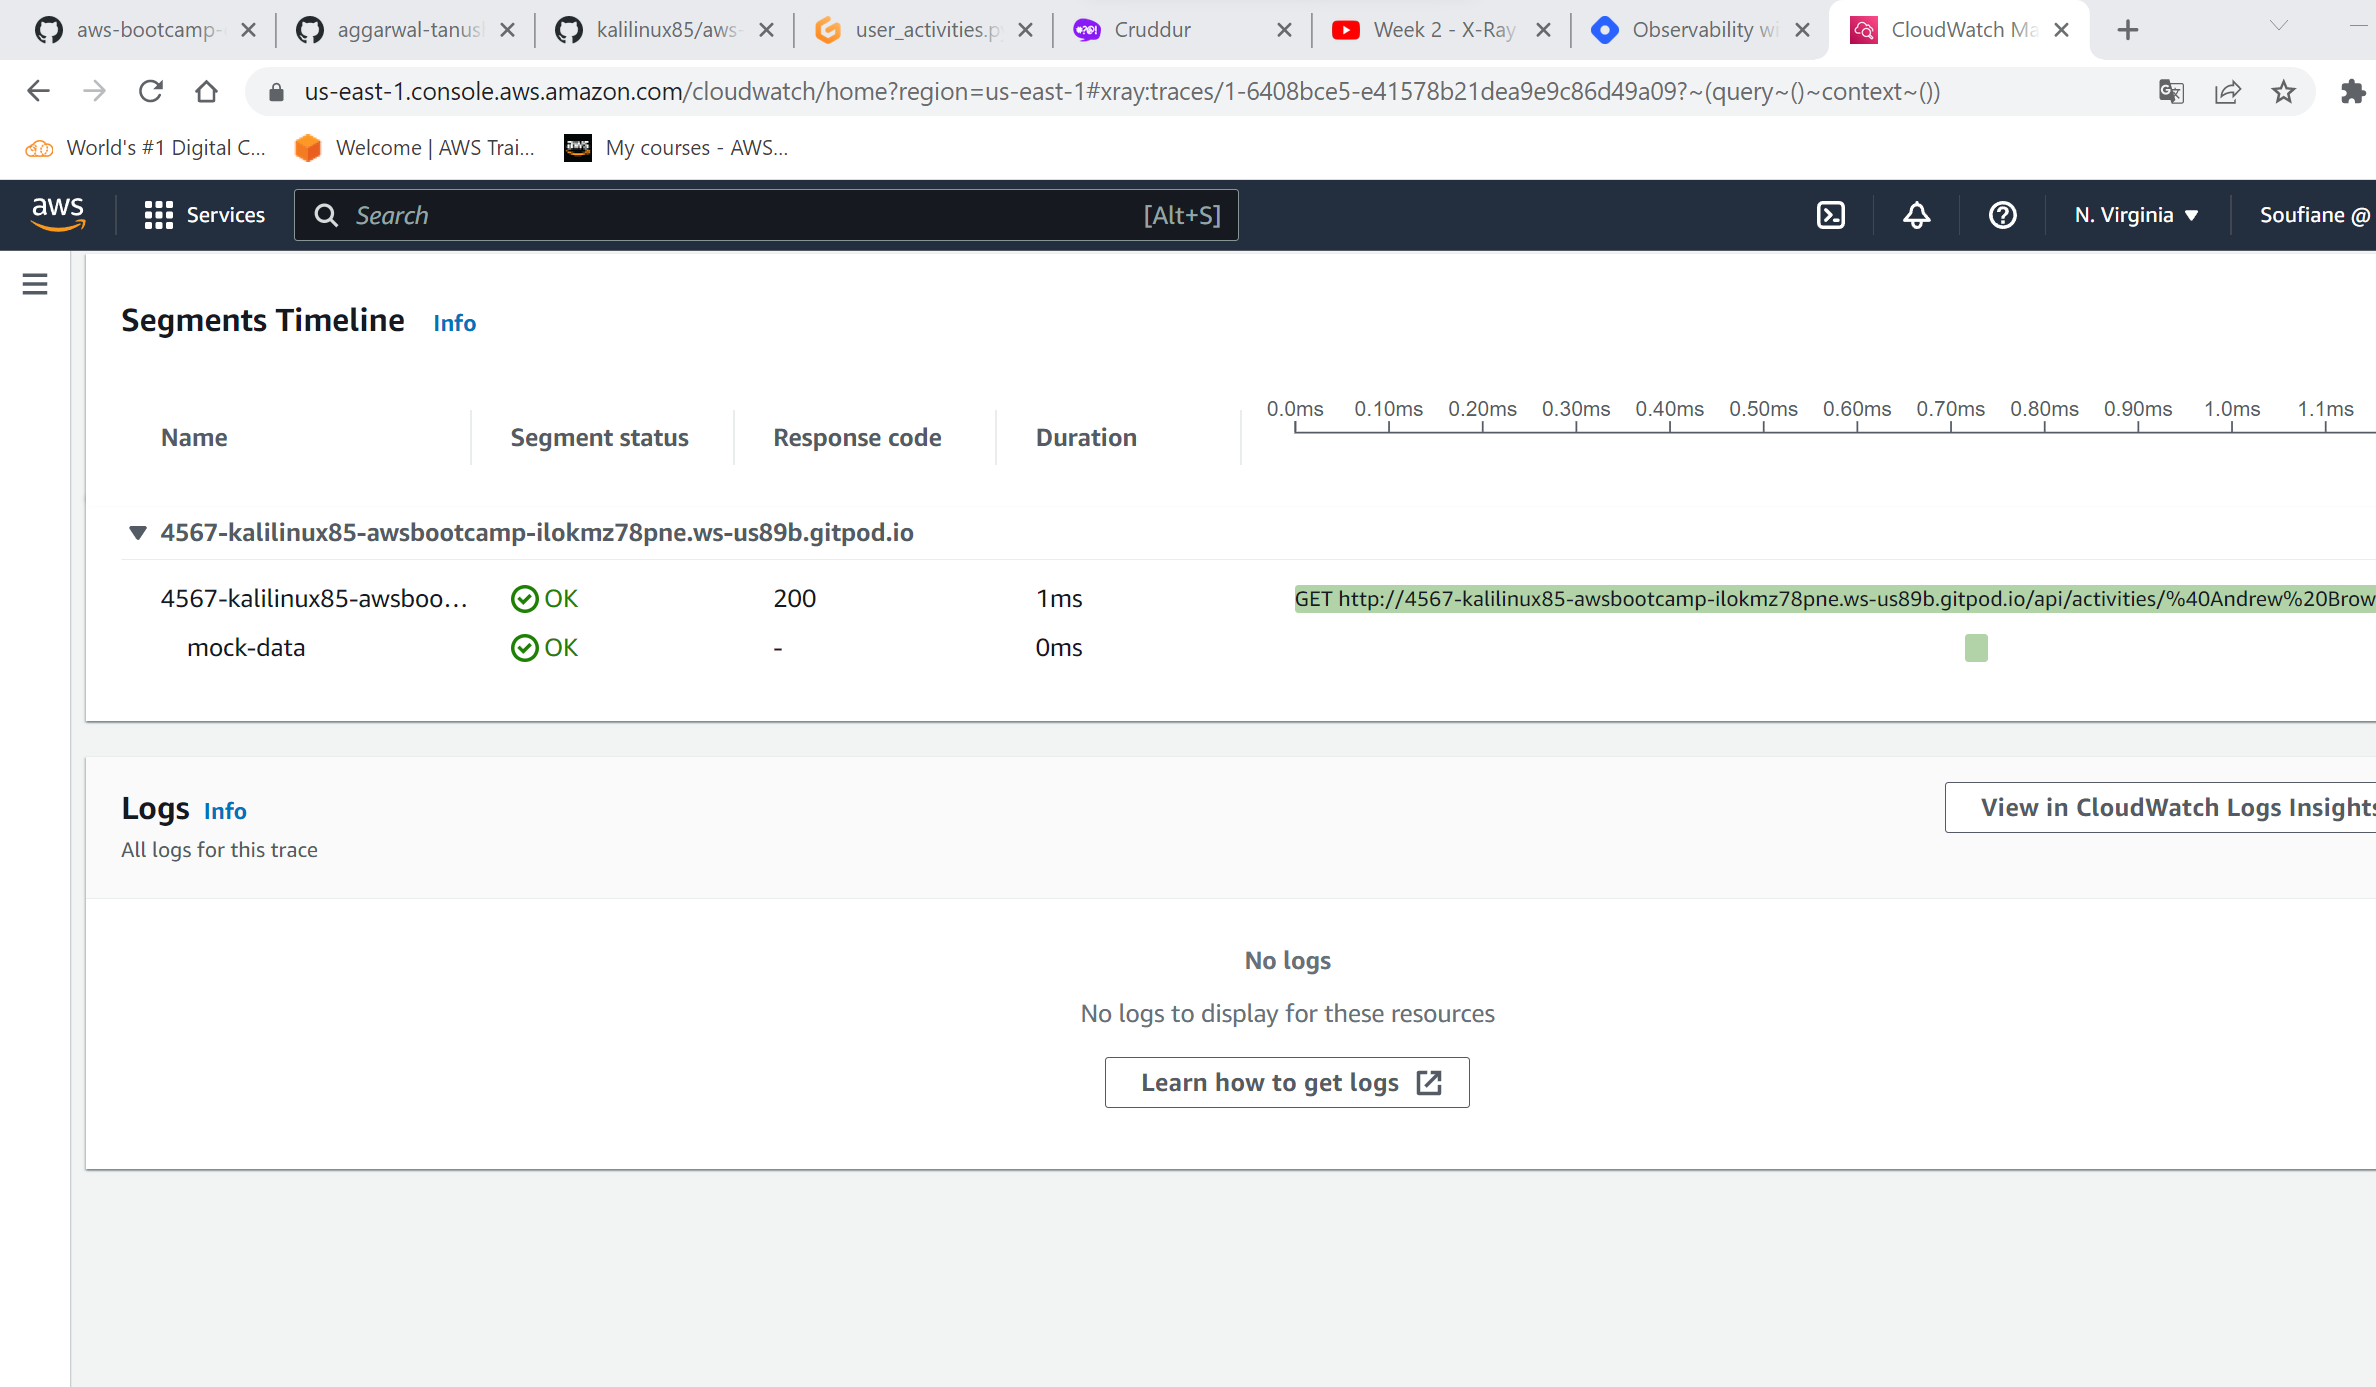 aws-bootcamp-
aggarwal-tanus
kalilinux85/aws-
user_activities.p
Cruddur
Week 2 - X-Ray
Observability wi
CloudWatch Ma
us-east-1.console.aws.amazon.com/cloudwatch/home?region=us-east-1#xray:traces/1-6408bce5-e41578b21dea9e9c86d49a09?~(query~()~context~())
World's #1 Digital C...
Welcome | AWS Trai...
My courses - AWS...
aws
Services
Search
[Alt+S]
N. Virginia
Soufiane @
Segments Timeline Info
0.0ms 0.10ms 0.20ms 0.30ms 0.40ms 0.50ms 0.60ms 0.70ms 0.80ms 0.90ms 1.0ms 1.1ms
Name Segment status Response code Duration
4567-kalilinux85-awsbootcamp-ilokmz78pne.ws-us89b.gitpod.io
4567-kalilinux85-awsboo... OK 200 1ms GET http://4567-kalilinux85-awsbootcamp-ilokmz78pne.ws-us89b.gitpod.io/api/activities/%40Andrew%20Brow
mock-data OK - 0ms
Logs Info
View in CloudWatch Logs Insights
All logs for this trace
No logs
No logs to display for these resources
Learn how to get logs